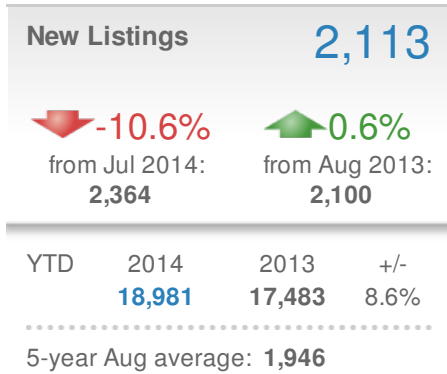 New Listings 2,113
-10.6% 0.6%
from Jul 2014: from Aug 2013:
2,364 2,100
YTD 2014 2013 +/-
18,981 17,483 8.6%
5-year Aug average: 1,946